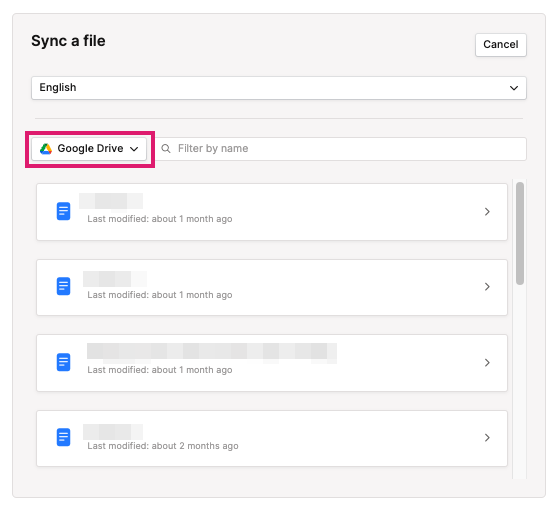 Sync a file
Cancel
English
Google Drive
Filter by name
Last modified: about 1 month ago
Last modified: about 1 month ago
Last modified: about 1 month ago
Last modified: about 2 months ago